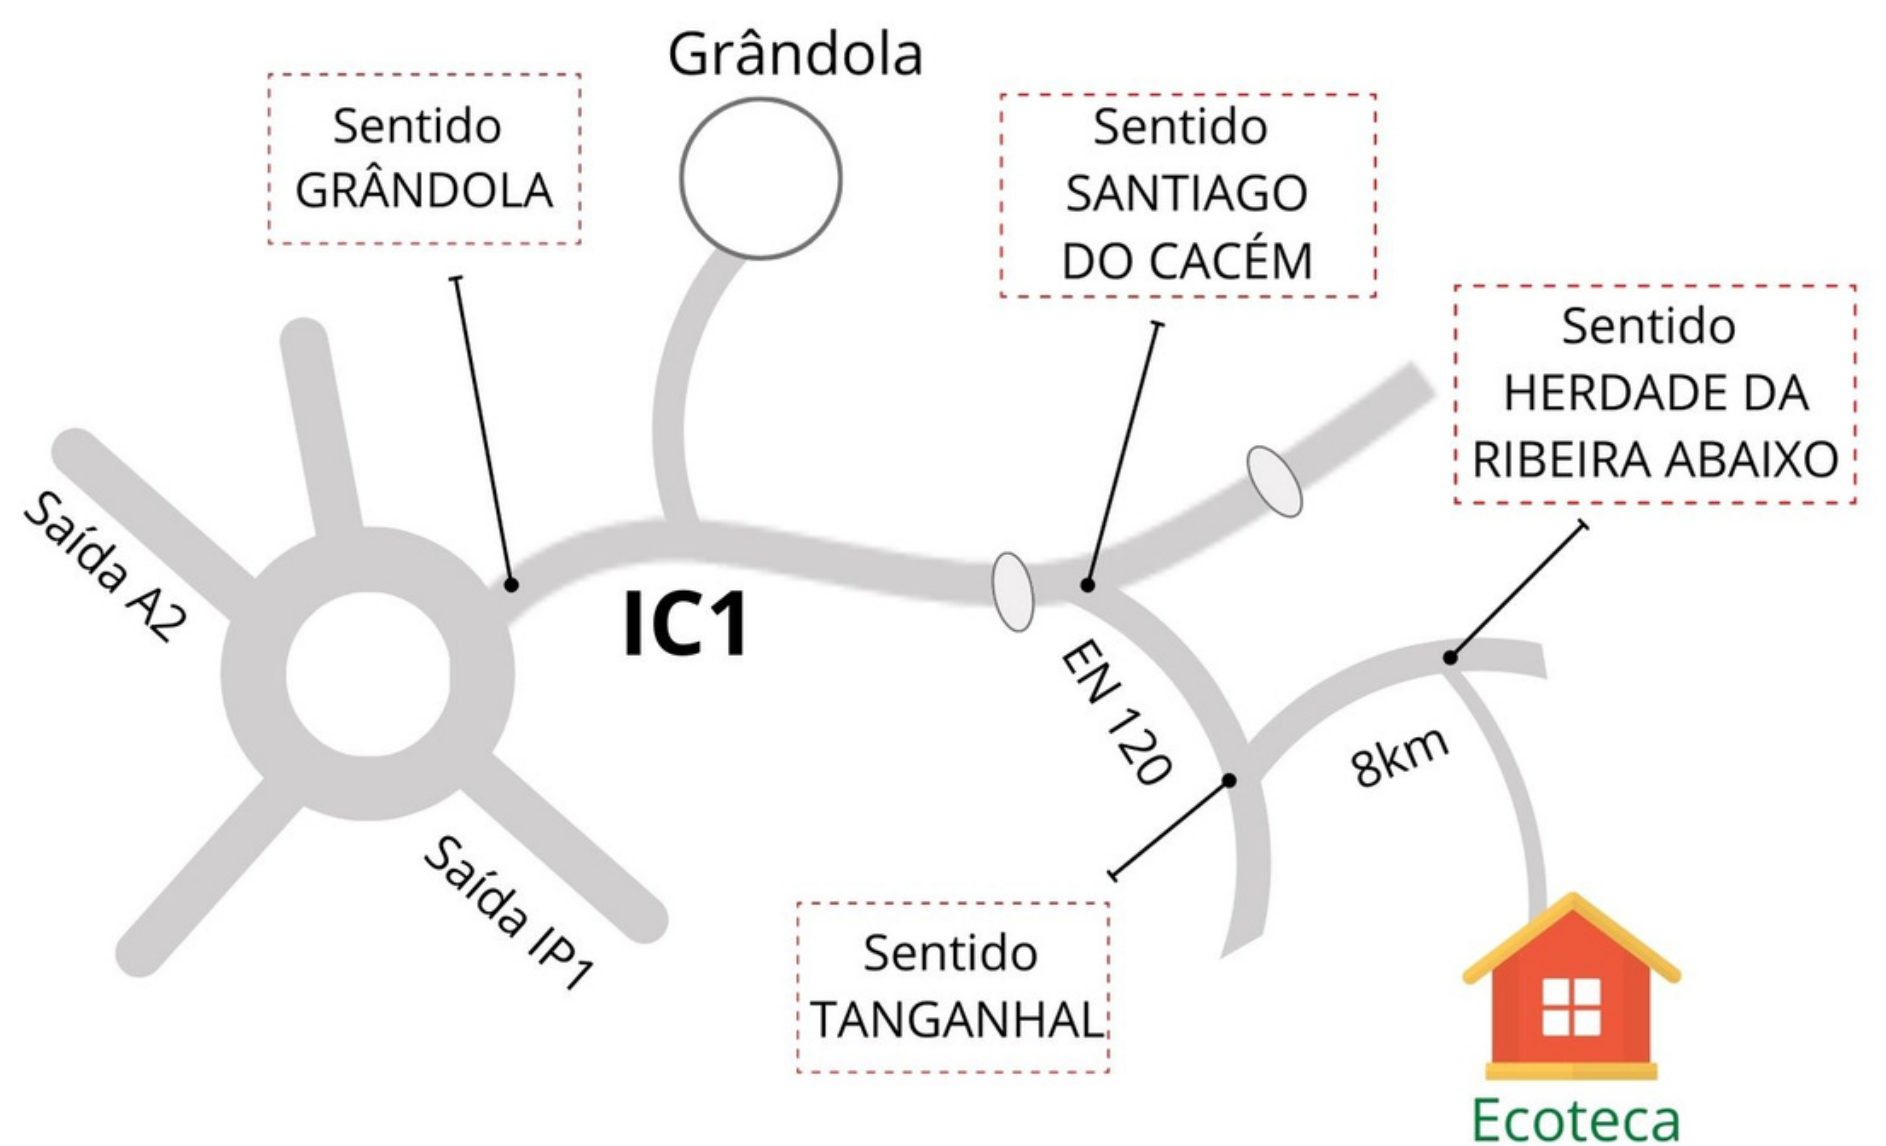 Grândola
Sentido
GRÂNDOLA
Sentido
SANTIAGO
DO CACÉM
Sentido
HERDADE DA
RIBEIRA ABAIXO
Saída A2
IC1
EN 120
8km
Saída IP1
Sentido
TANGANHAL
Ecoteca